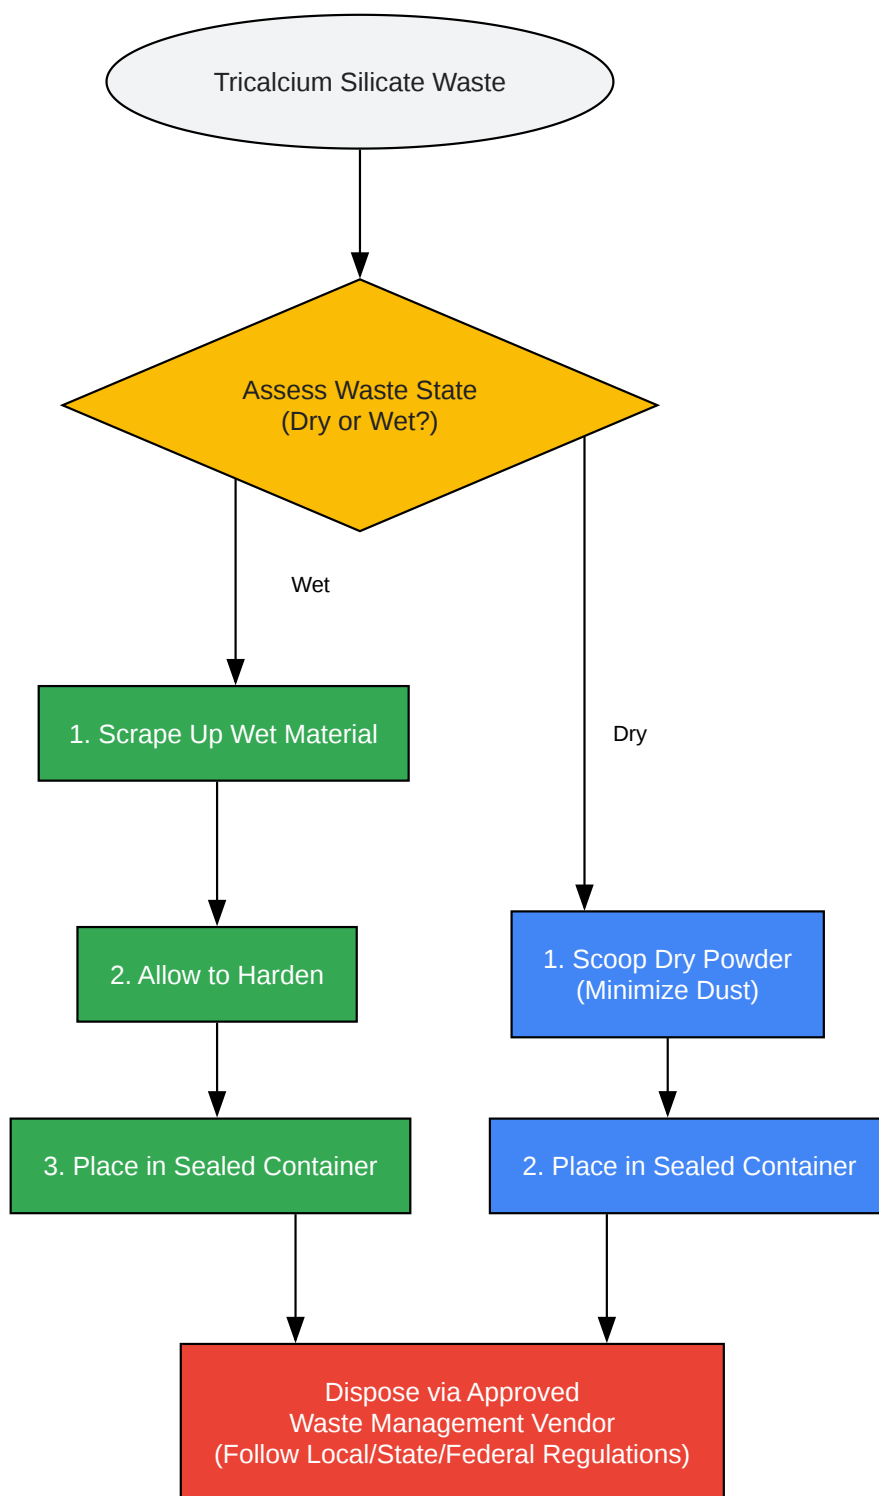 Tricalcium Silicate Waste
Assess Waste State
(Dry or Wet?)
Wet
1. Scrape Up Wet Material
Dry
2. Allow to Harden
1. Scoop Dry Powder
(Minimize Dust)
3. Place in Sealed Container
2. Place in Sealed Container
Dispose via Approved
Waste Management Vendor
(Follow Local/State/Federal Regulations)